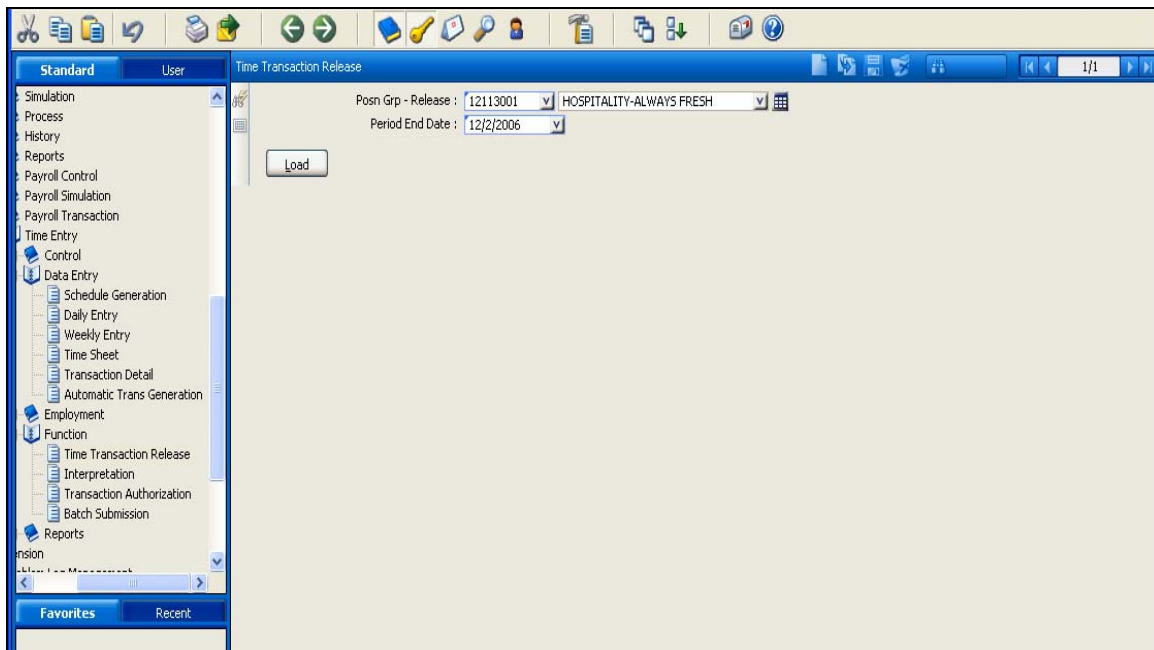 Standard User
Time Transaction Release
1/1
Simulation
Process
History
Reports
Payroll Control
Payroll Simulation
Payroll Transaction
Time Entry
Control
Data Entry
Schedule Generation
Daily Entry
Weekly Entry
Time Sheet
Transaction Detail
Automatic Trans Generation
Employment
Function
Time Transaction Release
Interpretation
Transaction Authorization
Batch Submission
Reports
ension
Favorites Recent
Posn Grp - Release : 12113001 HOSPITALITY-ALWAYS FRESH
Period End Date : 12/2/2006
Load